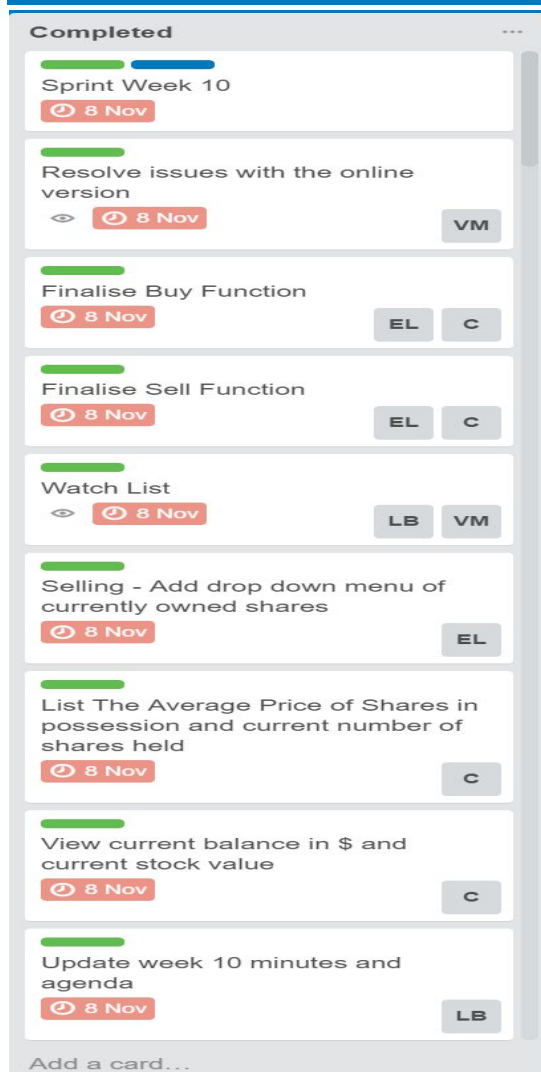 Completed
Sprint Week 10
8 Nov
Resolve issues with the online
version
8 Nov
VM
Finalise Buy Function
8 Nov
EL C
Finalise Sell Function
8 Nov
EL C
Watch List
8 Nov
LB VM
Selling - Add drop down menu of
currently owned shares
8 Nov
EL
List The Average Price of Shares in
possession and current number of
shares held
8 Nov
C
View current balance in $ and
current stock value
8 Nov
C
Update week 10 minutes and
agenda
8 Nov
LB
Add a card...